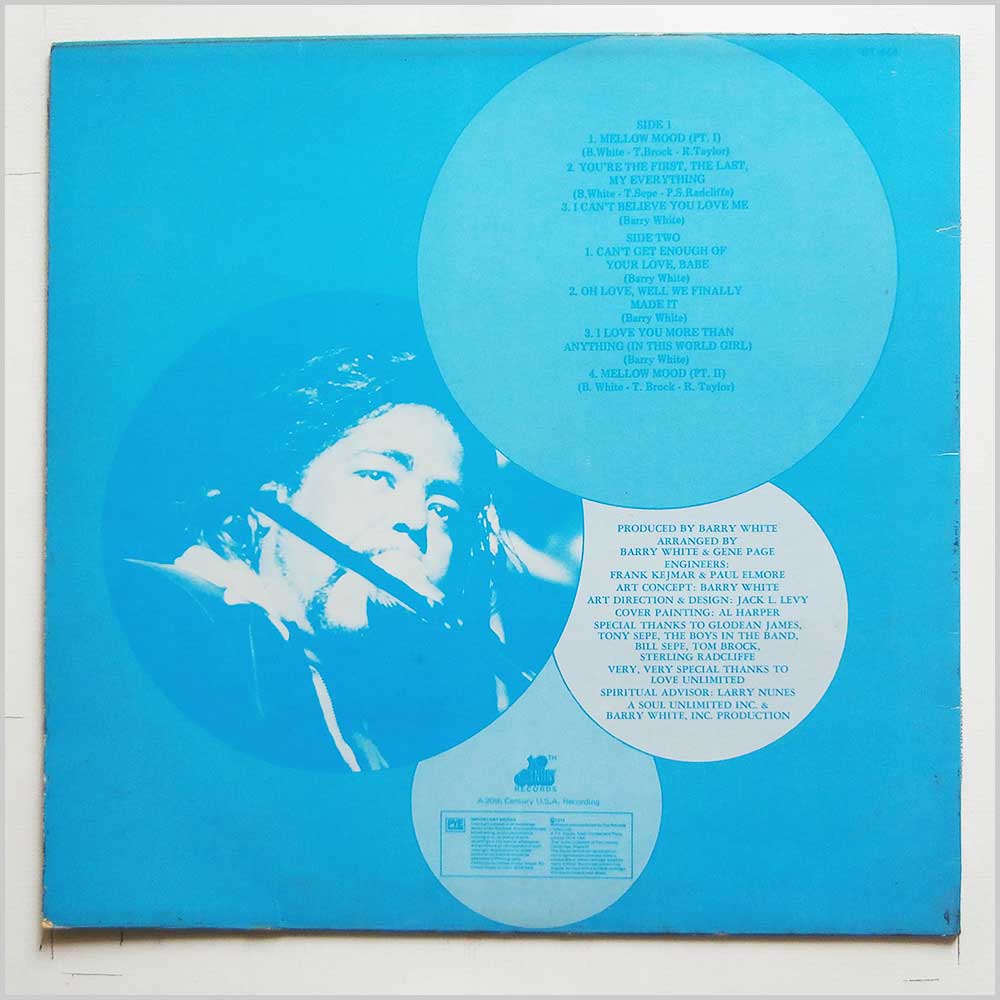 SIDE 1
1. MELLOW MOOD (PT. I)
(B.White - T.Brock - R.Taylor)
2. YOU'RE THE FIRST, THE LAST,
MY EVERYTHING
(B.White - T.Sepe - P.S.Radcliffe)
3. I CAN'T BELIEVE YOU LOVE ME
(Barry White)
SIDE TWO
1. CAN'T GET ENOUGH OF
YOUR LOVE, BABE
(Barry White)
2. OH LOVE, WELL WE FINALLY
MADE IT
(Barry White)
3. I LOVE YOU MORE THAN
ANYTHING (IN THIS WORLD GIRL)
(Barry White)
4. MELLOW MOOD (PT. II)
(B. White - T. Brock - R. Taylor)
PRODUCED BY BARRY WHITE
ARRANGED BY
BARRY WHITE & GENE PAGE
ENGINEERS:
FRANK KEJMAR & PAUL ELMORE
ART CONCEPT: BARRY WHITE
ART DIRECTION & DESIGN: JACK L. LEVY
COVER PAINTING: AL HARPER
SPECIAL THANKS TO GLODEAN JAMES,
TONY SEPE, THE BOYS IN THE BAND,
BILL SEPE, TOM BROCK,
STERLING RADCLIFFE
VERY, VERY SPECIAL THANKS TO
LOVE UNLIMITED
SPIRITUAL ADVISOR: LARRY NUNES
A SOUL UNLIMITED INC. &
BARRY WHITE, INC. PRODUCTION
20TH
CENTURY
RECORDS
A 20th Century U.S.A. Recording
PYE